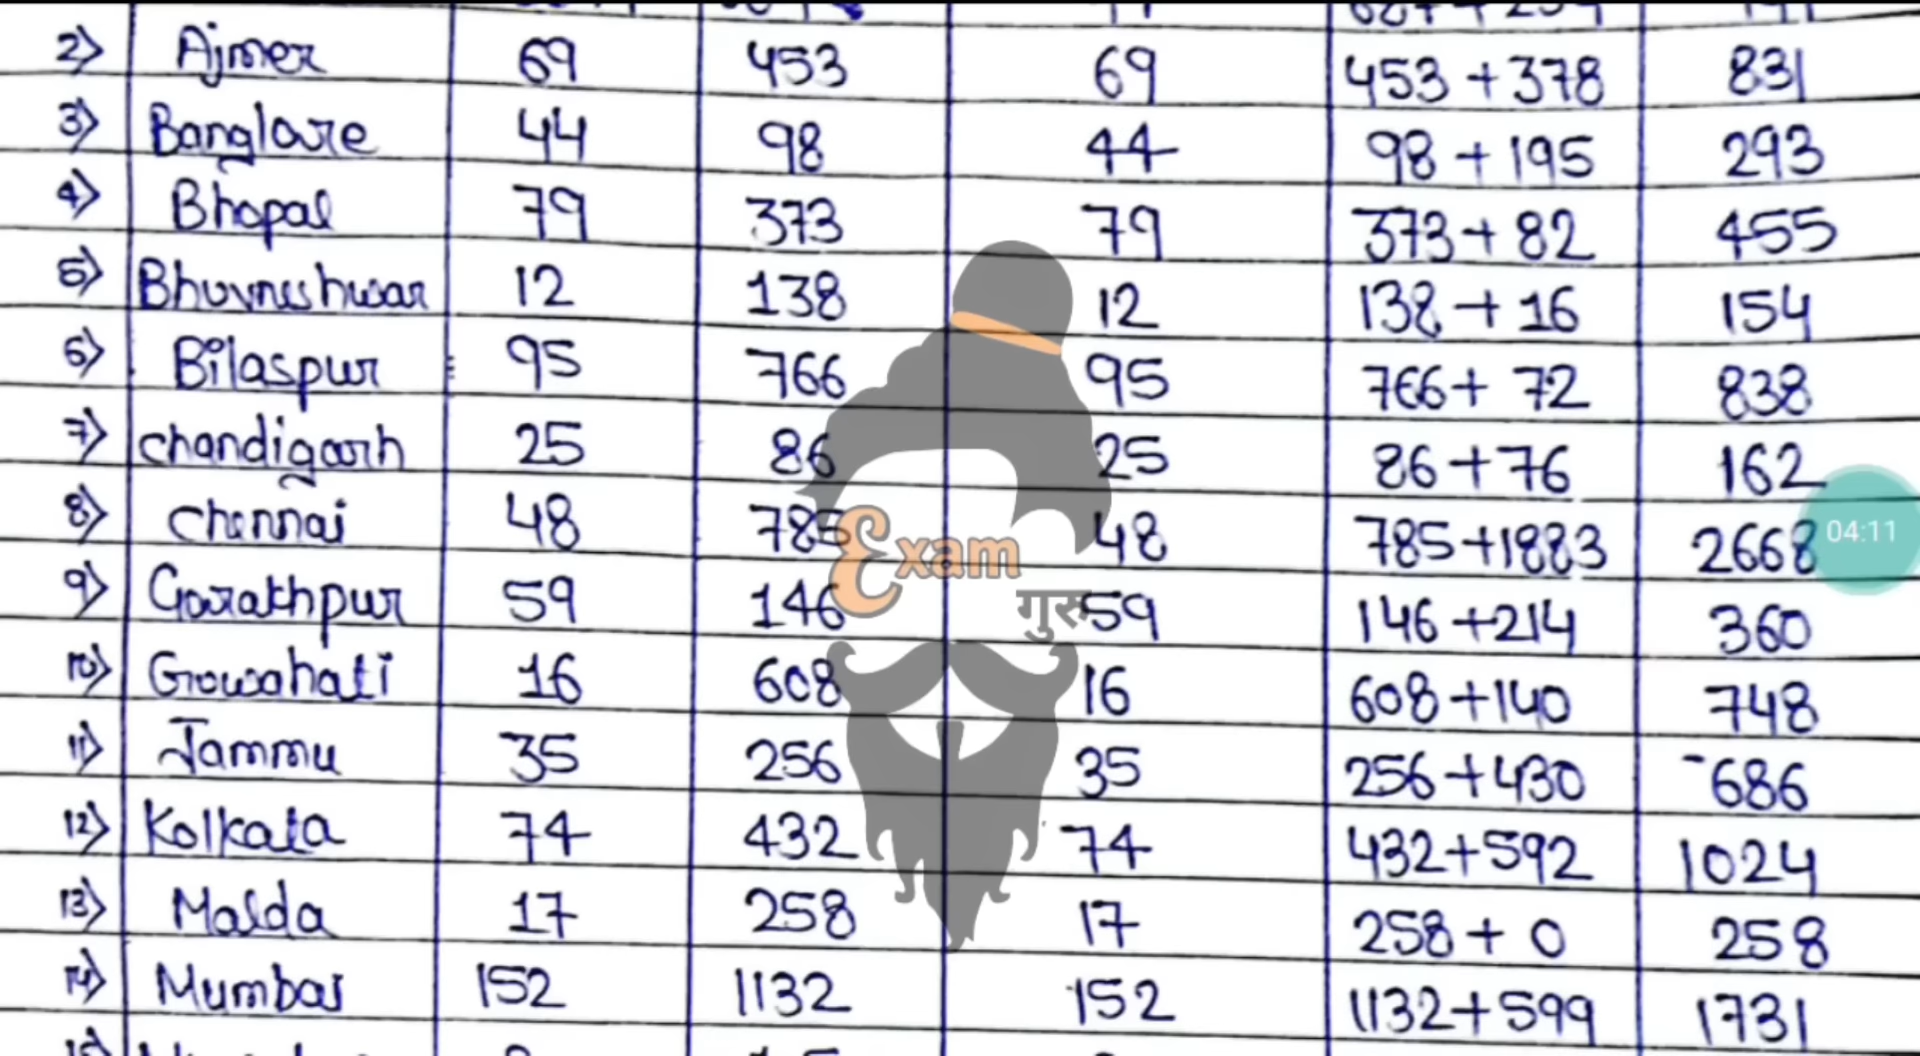 2) Ajmer 69 453 69 453 + 378 831
3) Banglore 44 98 44 98 + 195 293
4) Bhopal 79 373 79 373 + 82 455
5) Bhuvneshwar 12 138 12 138 + 16 154
6) Bilaspur 95 766 95 766 + 72 838
7) Chandigarh 25 86 25 86 + 76 162
8) Chennai 48 785 48 785 + 1883 2668
04:11
Exam
9) Gorakhpur 59 146 59 146 + 214 360
गुरु
10) Gowahati 16 608 16 608 + 140 748
11) Jammu 35 256 35 256 + 430 686
12) Kolkata 74 432 74 432 + 592 1024
13) Malda 17 258 17 258 + 0 258
14) Mumbai 152 1132 152 1132 + 599 1731